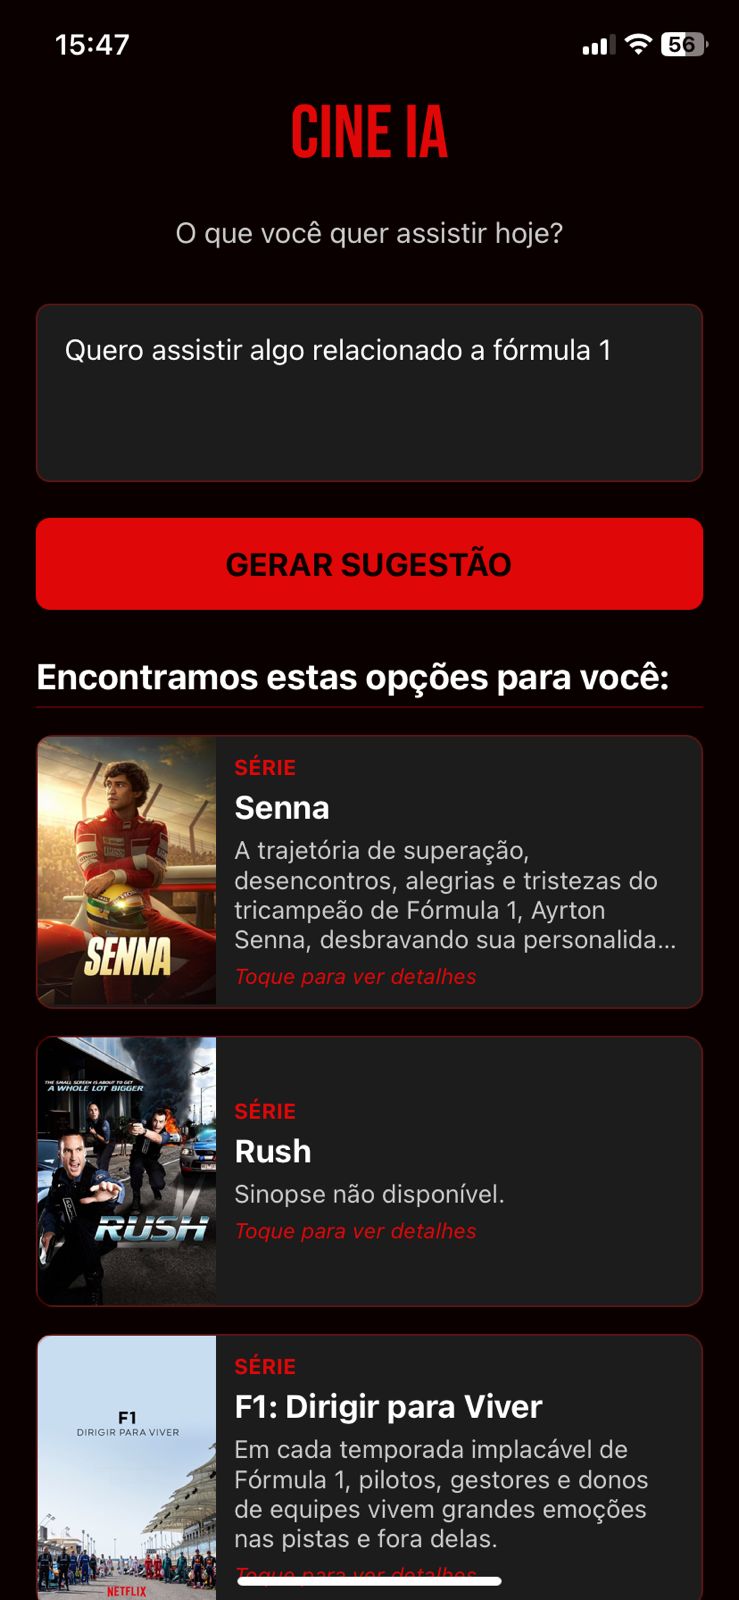 15:47
56
CINE IA
O que você quer assistir hoje?
Quero assistir algo relacionado a fórmula 1
GERAR SUGESTÃO
Encontramos estas opções para você:
SENNA
SÉRIE
Senna
A trajetória de superação,
desencontros, alegrias e tristezas do
tricampeão de Fórmula 1, Ayrton
Senna, desbravando sua personalida...
Toque para ver detalhes
THE SMALL SCREEN IS ABOUT TO GET
A WHOLE LOT BIGGER
RUSH
SÉRIE
Rush
Sinopse não disponível.
Toque para ver detalhes
F1
DIRIGIR PARA VIVER
NETFLIX
SÉRIE
F1: Dirigir para Viver
Em cada temporada implacável de
Fórmula 1, pilotos, gestores e donos
de equipes vivem grandes emoções
nas pistas e fora delas.
Toque para ver detalhes